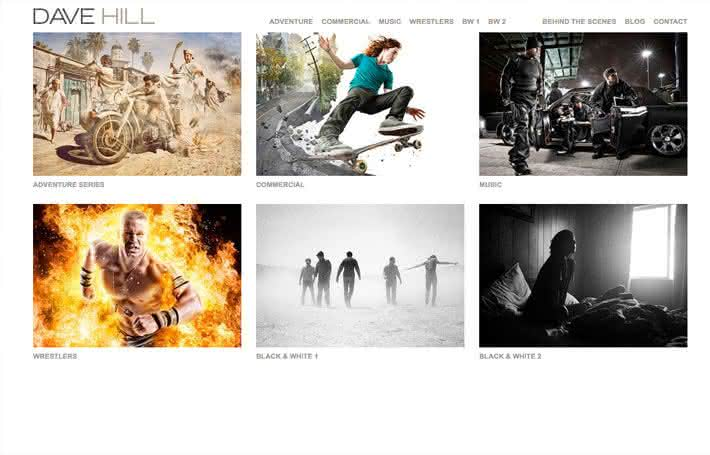 DAVE HILL
ADVENTURE COMMERCIAL MUSIC WRESTLERS BW 1 BW 2 BEHIND THE SCENES BLOG CONTACT
ADVENTURE SERIES COMMERCIAL MUSIC
WRESTLERS BLACK & WHITE 1 BLACK & WHITE 2